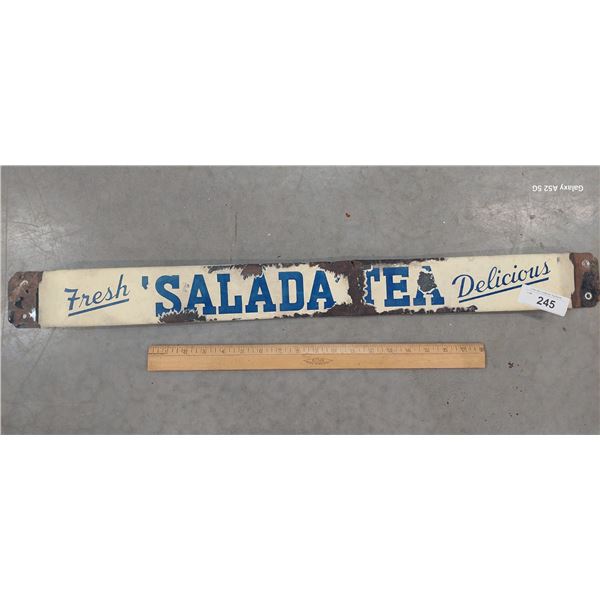 Fresh 'SALADA' TEA Delicious
245
Galaxy A52 5G